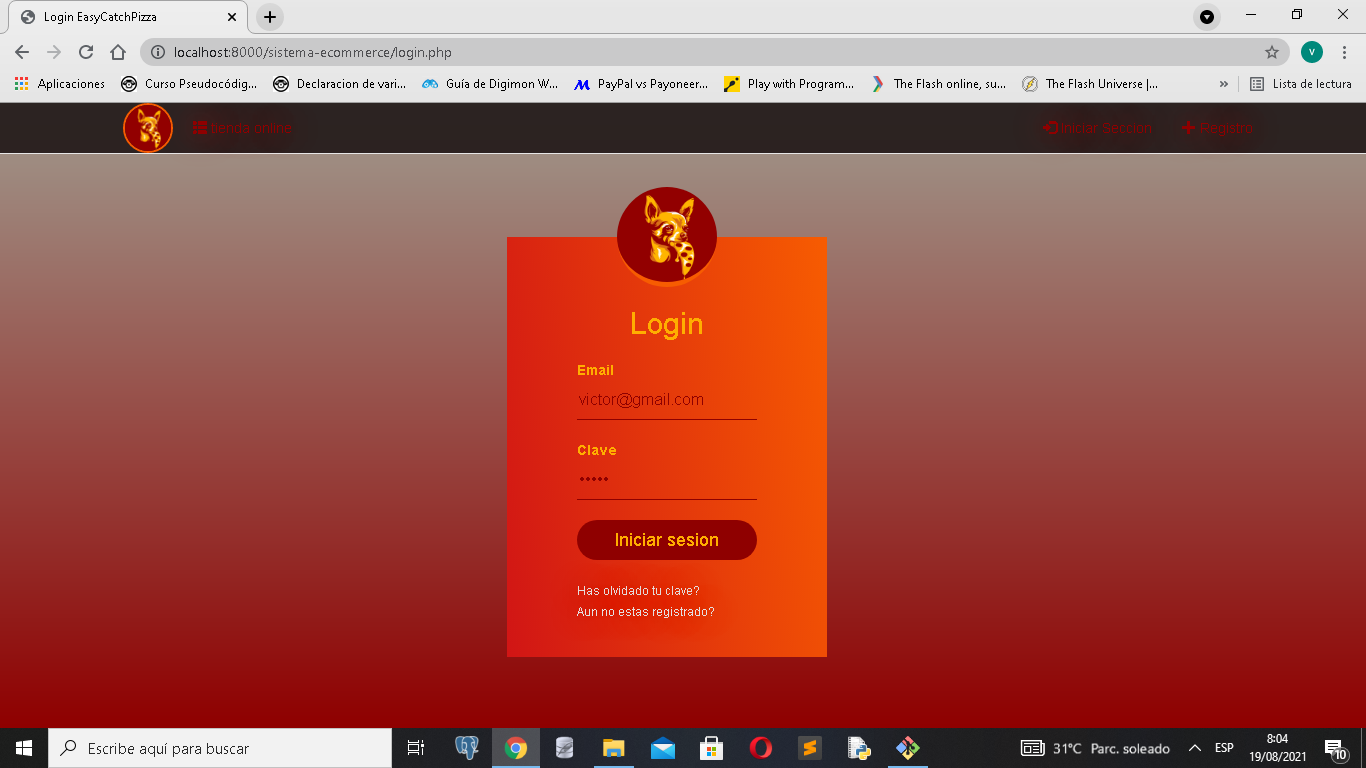 Login EasyCatchPizza
localhost:8000/sistema-ecommerce/login.php
V
Aplicaciones Curso Pseudocódig... Declaracion de vari... Guía de Digimon W... PayPal vs Payoneer... Play with Program... The Flash online, su... The Flash Universe |... » Lista de lectura
tienda online Iniciar Seccion Registro
Login
Email
victor@gmail.com
Clave
•••••
Iniciar sesion
Has olvidado tu clave?
Aun no estas registrado?
Escribe aquí para buscar
31°C Parc. soleado ESP 8:04
19/08/2021 10